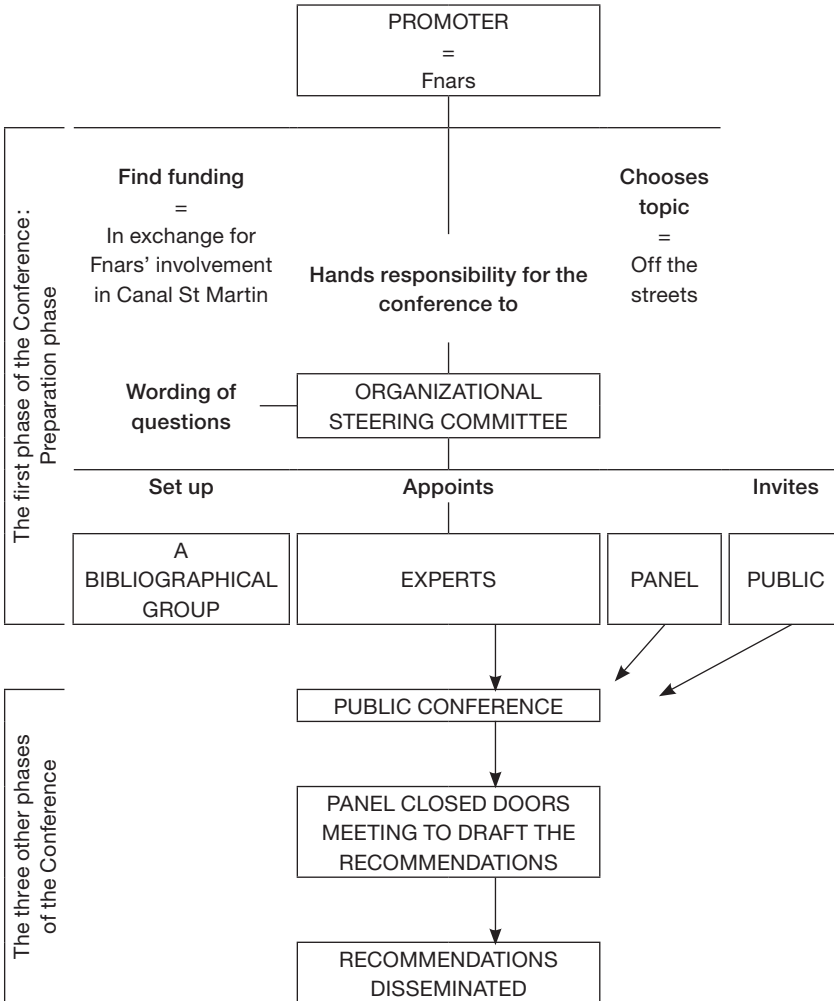 PROMOTER
=
Fnars
The first phase of the Conference:
Preparation phase
Find funding
=
In exchange for
Fnars' involvement
in Canal St Martin
Hands responsibility for the
conference to
Chooses
topic
=
Off the
streets
Wording of
questions
ORGANIZATIONAL
STEERING COMMITTEE
Set up
Appoints
Invites
A
BIBLIOGRAPHICAL
GROUP
EXPERTS
PANEL
PUBLIC
The three other phases
of the Conference
PUBLIC CONFERENCE
PANEL CLOSED DOORS
MEETING TO DRAFT THE
RECOMMENDATIONS
RECOMMENDATIONS
DISSEMINATED